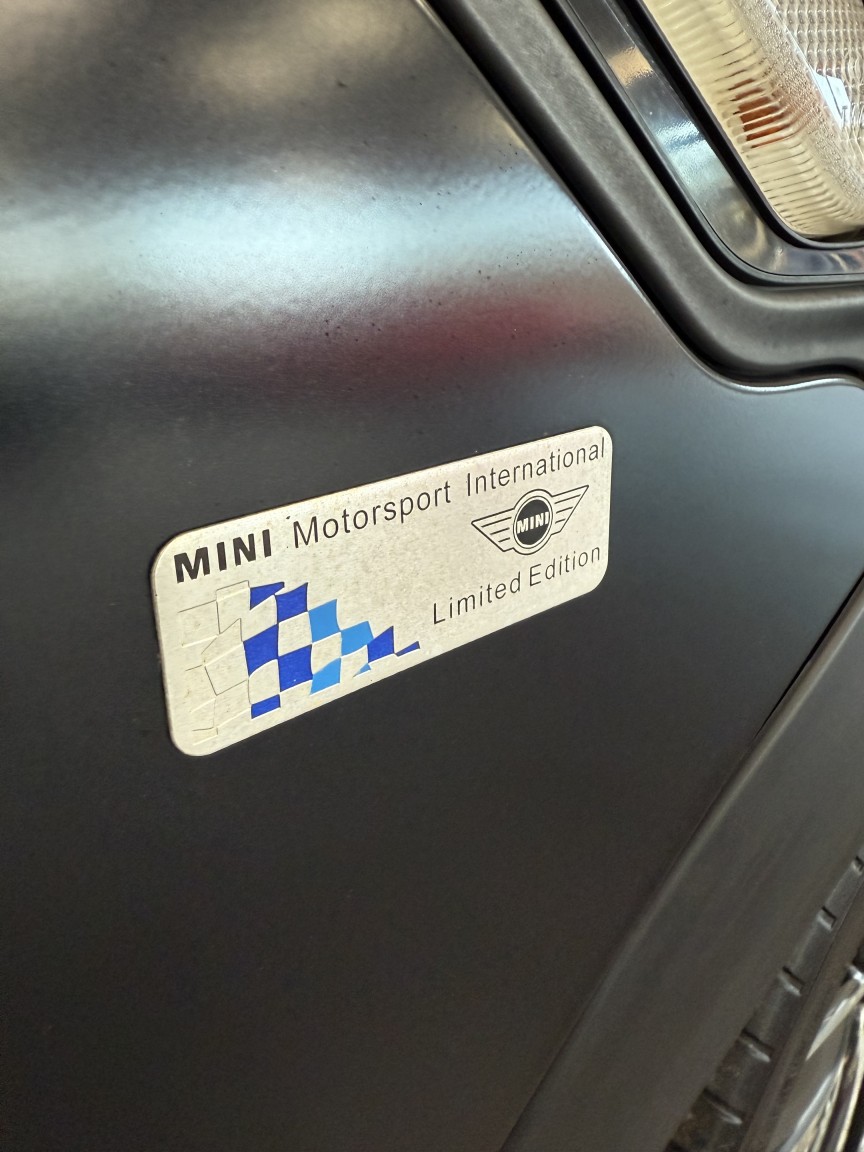 MINI Motorsport International
MINI
Limited Edition